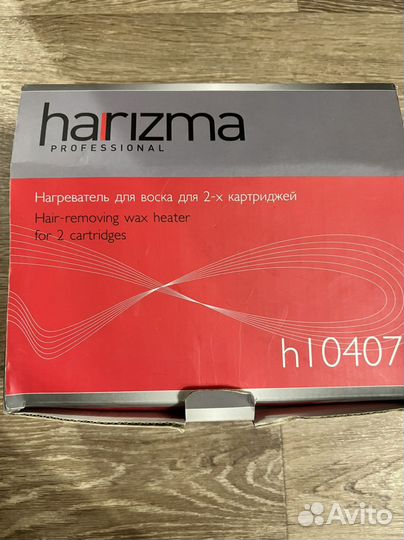 harizma
PROFESSIONAL
Нагреватель для воска для 2-х картриджей
Hair-removing wax heater
for 2 cartridges
h10407
Avito